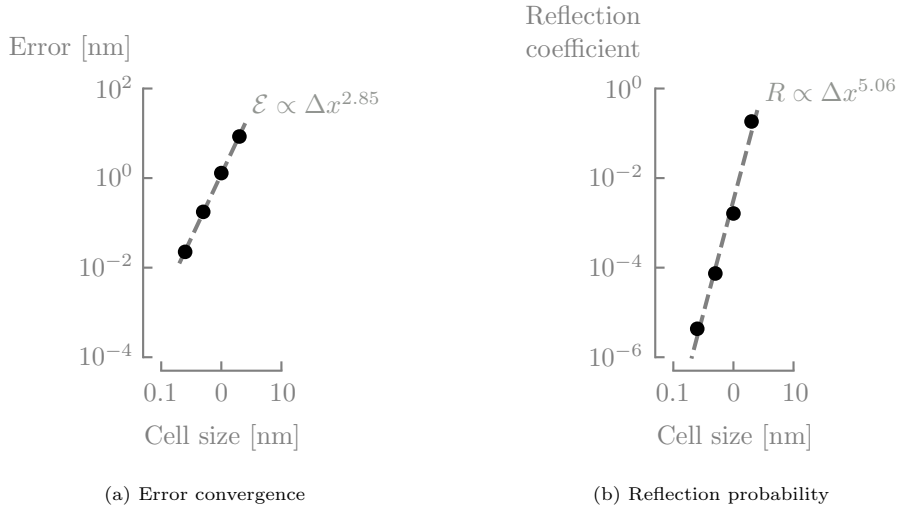 Error [nm]
10^2
10^0
10^−2
10^−4
ℰ ∝ Δx^2.85
0.1 0 10
Cell size [nm]
(a) Error convergence
Reflection
coefficient
10^0
10^−2
10^−4
10^−6
R ∝ Δx^5.06
0.1 0 10
Cell size [nm]
(b) Reflection probability